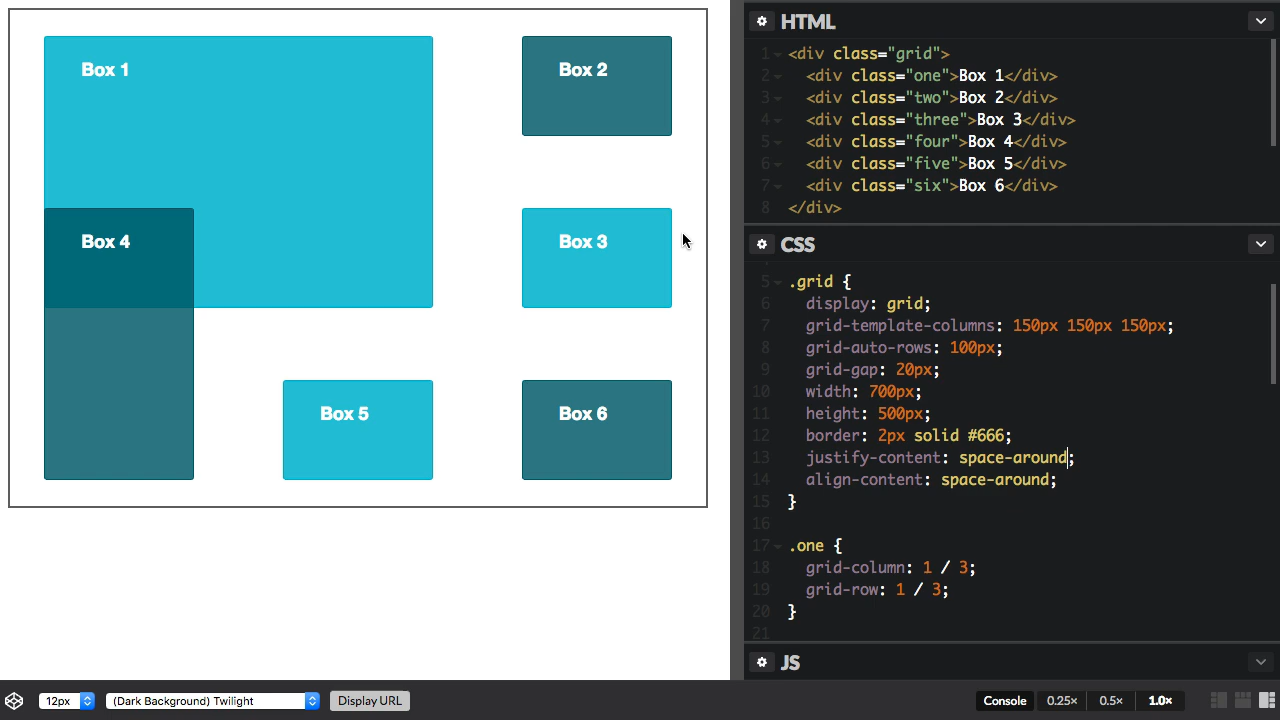 Box 1
Box 2
Box 4
Box 3
Box 5
Box 6
HTML
1 <div class="grid">
2 <div class="one">Box 1</div>
3 <div class="two">Box 2</div>
4 <div class="three">Box 3</div>
5 <div class="four">Box 4</div>
6 <div class="five">Box 5</div>
7 <div class="six">Box 6</div>
8 </div>
CSS
5 .grid {
6 display: grid;
7 grid-template-columns: 150px 150px 150px;
8 grid-auto-rows: 100px;
9 grid-gap: 20px;
10 width: 700px;
11 height: 500px;
12 border: 2px solid #666;
13 justify-content: space-around;
14 align-content: space-around;
15 }
16
17 .one {
18 grid-column: 1 / 3;
19 grid-row: 1 / 3;
20 }
21
JS
12px (Dark Background) Twilight Display URL Console 0.25× 0.5× 1.0×